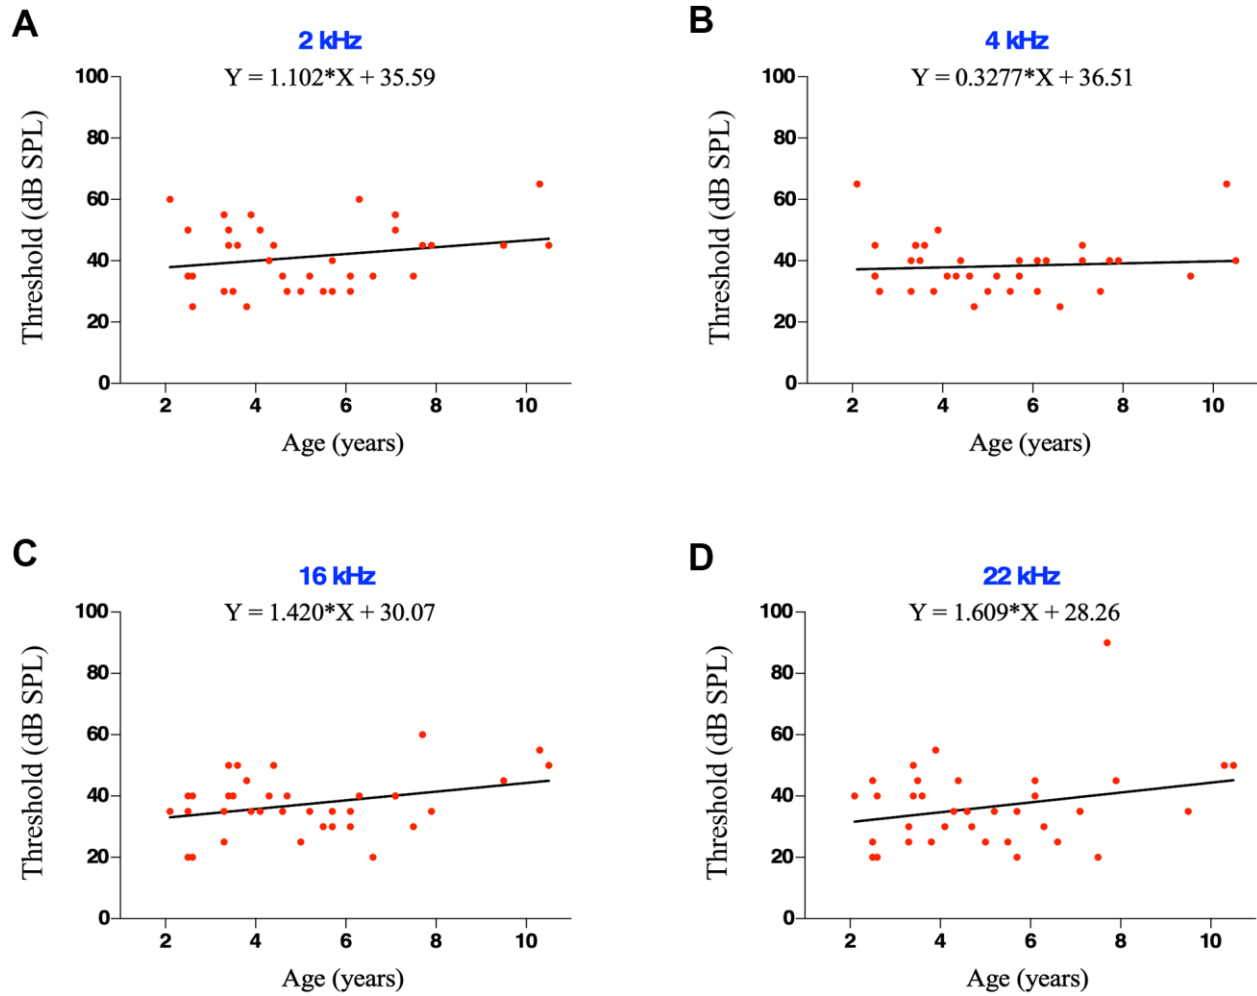 A
2 kHz
Y = 1.102*X + 35.59
Threshold (dB SPL)
100
80
60
40
20
0
2 4 6 8 10
Age (years)
B
4 kHz
Y = 0.3277*X + 36.51
Threshold (dB SPL)
100
80
60
40
20
0
2 4 6 8 10
Age (years)
C
16 kHz
Y = 1.420*X + 30.07
Threshold (dB SPL)
100
80
60
40
20
0
2 4 6 8 10
Age (years)
D
22 kHz
Y = 1.609*X + 28.26
Threshold (dB SPL)
100
80
60
40
20
0
2 4 6 8 10
Age (years)